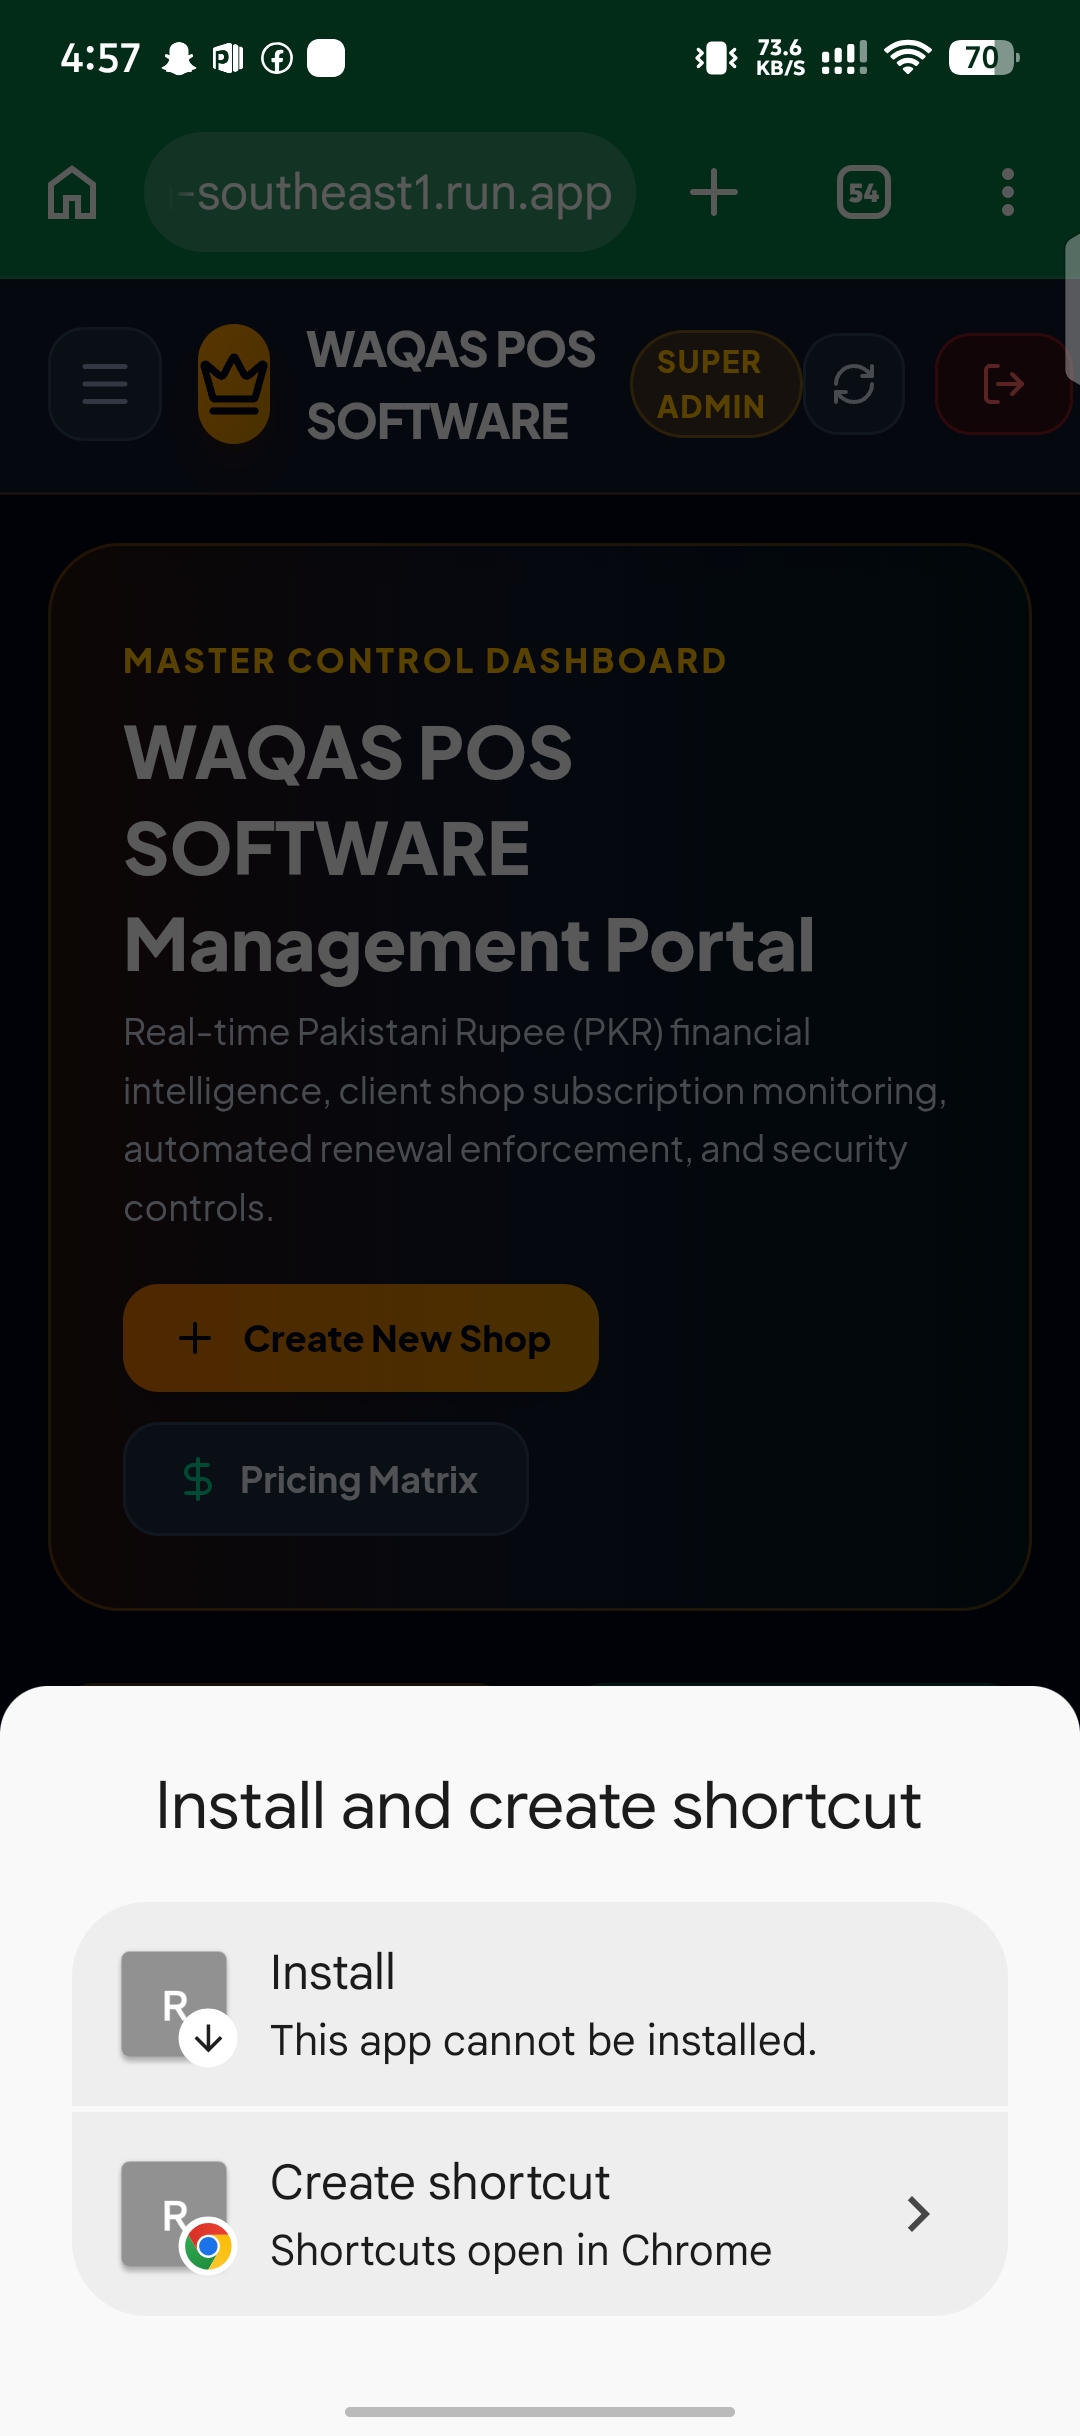 4:57
73.6
KB/S
70
-southeast1.run.app
54
WAQAS POS
SOFTWARE
SUPER
ADMIN
MASTER CONTROL DASHBOARD
WAQAS POS
SOFTWARE
Management Portal
Real-time Pakistani Rupee (PKR) financial
intelligence, client shop subscription monitoring,
automated renewal enforcement, and security
controls.
Create New Shop
$ Pricing Matrix
Install and create shortcut
R
Install
This app cannot be installed.
R
Create shortcut
Shortcuts open in Chrome